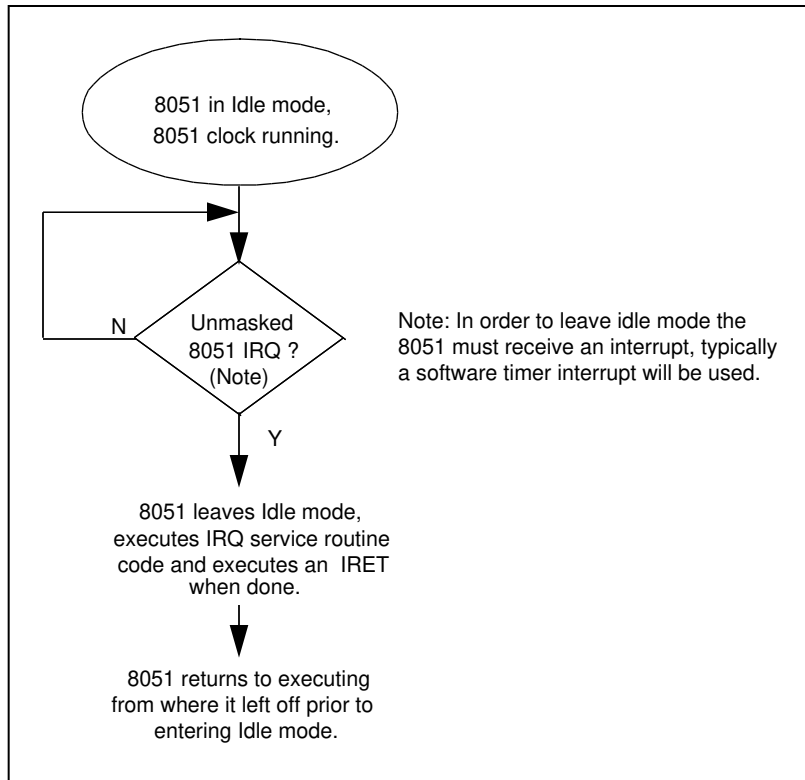 8051 in Idle mode,
8051 clock running.
N
Unmasked
8051 IRQ ?
(Note)
Note: In order to leave idle mode the
8051 must receive an interrupt, typically
a software timer interrupt will be used.
Y
8051 leaves Idle mode,
executes IRQ service routine
code and executes an IRET
when done.
8051 returns to executing
from where it left off prior to
entering Idle mode.